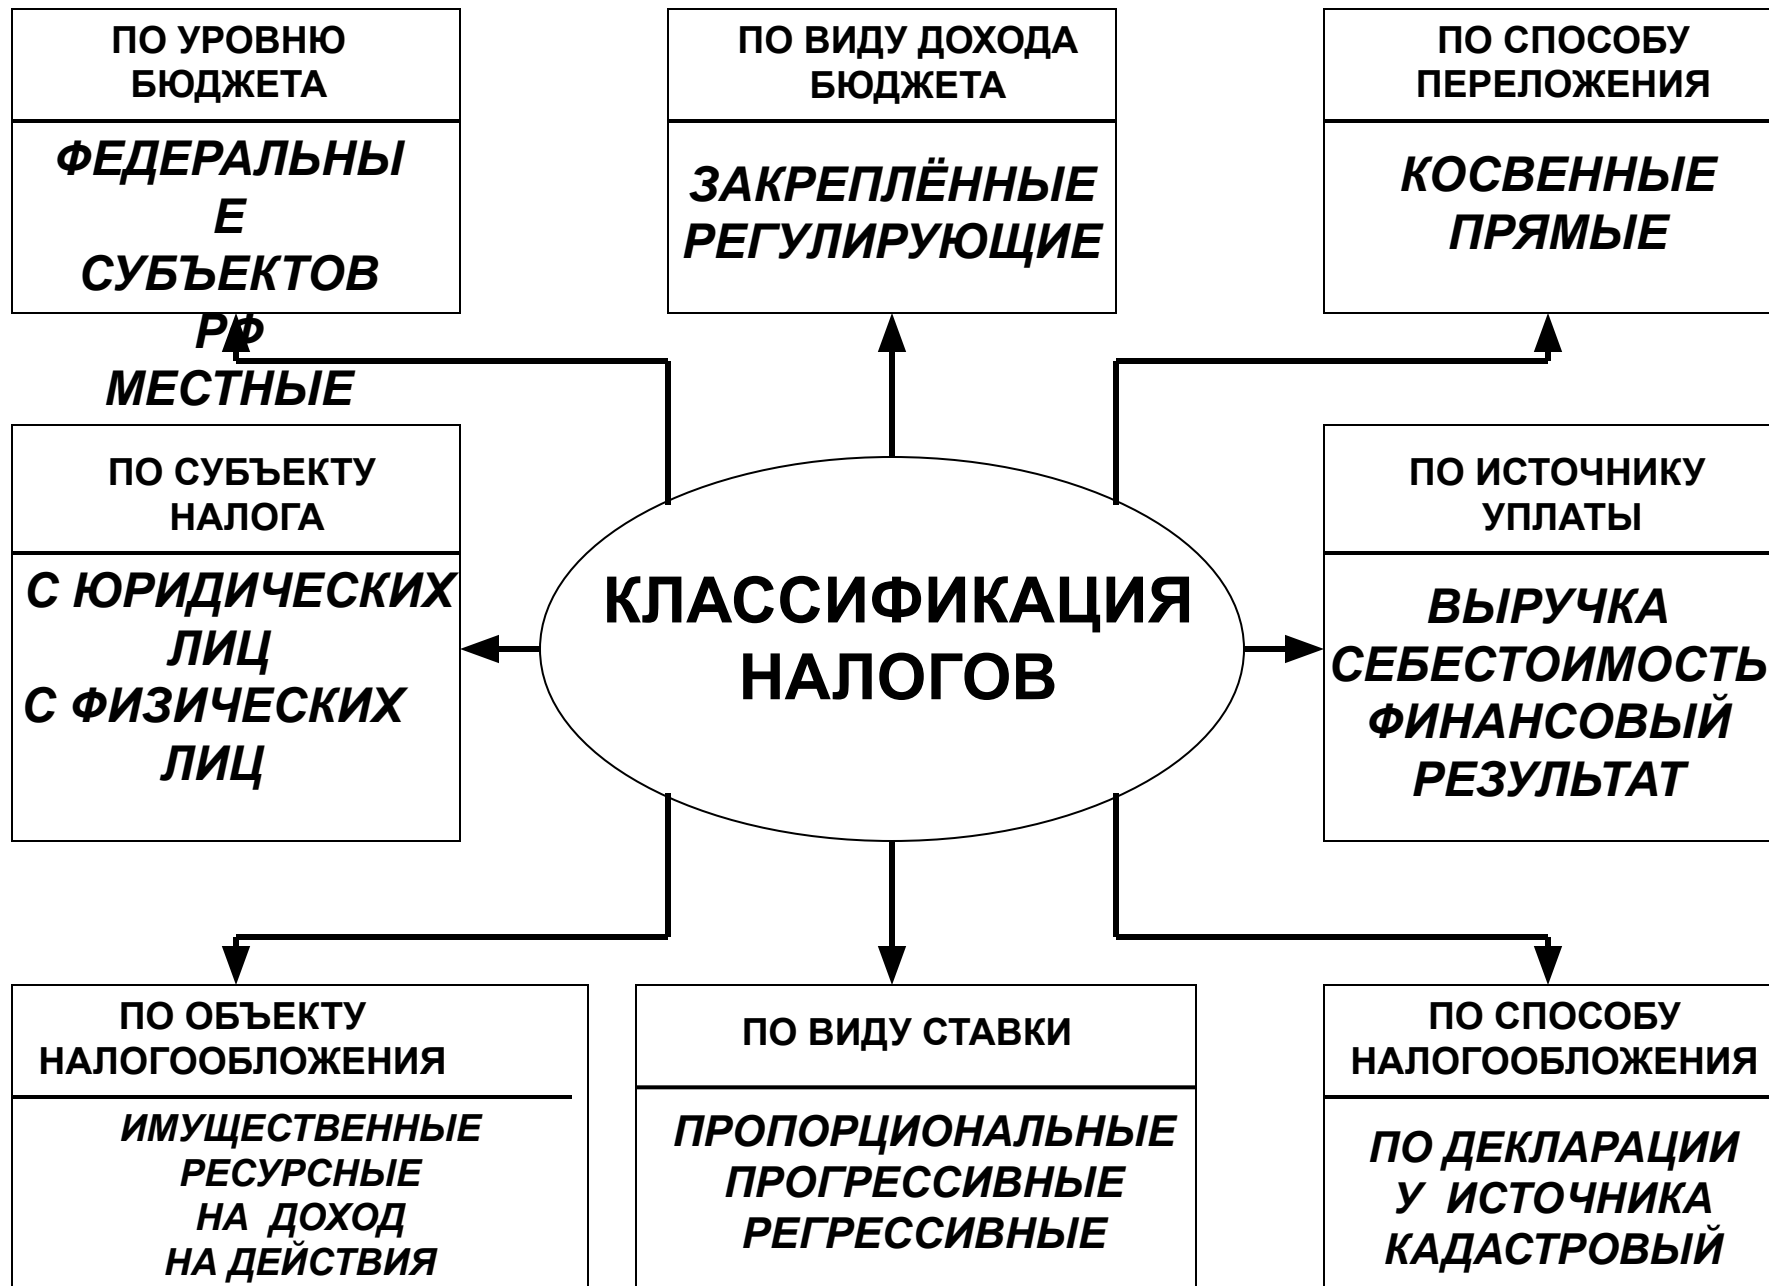 ПО УРОВНЮ
БЮДЖЕТА
ФЕДЕРАЛЬНЫ
Е
СУБЪЕКТОВ
РФ
МЕСТНЫЕ
ПО ВИДУ ДОХОДА
БЮДЖЕТА
ЗАКРЕПЛЁННЫЕ
РЕГУЛИРУЮЩИЕ
ПО СПОСОБУ
ПЕРЕЛОЖЕНИЯ
КОСВЕННЫЕ
ПРЯМЫЕ
ПО СУБЪЕКТУ
НАЛОГА
С ЮРИДИЧЕСКИХ
ЛИЦ
С ФИЗИЧЕСКИХ
ЛИЦ
КЛАССИФИКАЦИЯ
НАЛОГОВ
ПО ИСТОЧНИКУ
УПЛАТЫ
ВЫРУЧКА
СЕБЕСТОИМОСТЬ
ФИНАНСОВЫЙ
РЕЗУЛЬТАТ
ПО ОБЪЕКТУ
НАЛОГООБЛОЖЕНИЯ
ИМУЩЕСТВЕННЫЕ
РЕСУРСНЫЕ
НА ДОХОД
НА ДЕЙСТВИЯ
ПО ВИДУ СТАВКИ
ПРОПОРЦИОНАЛЬНЫЕ
ПРОГРЕССИВНЫЕ
РЕГРЕССИВНЫЕ
ПО СПОСОБУ
НАЛОГООБЛОЖЕНИЯ
ПО ДЕКЛАРАЦИИ
У ИСТОЧНИКА
КАДАСТРОВЫЙ